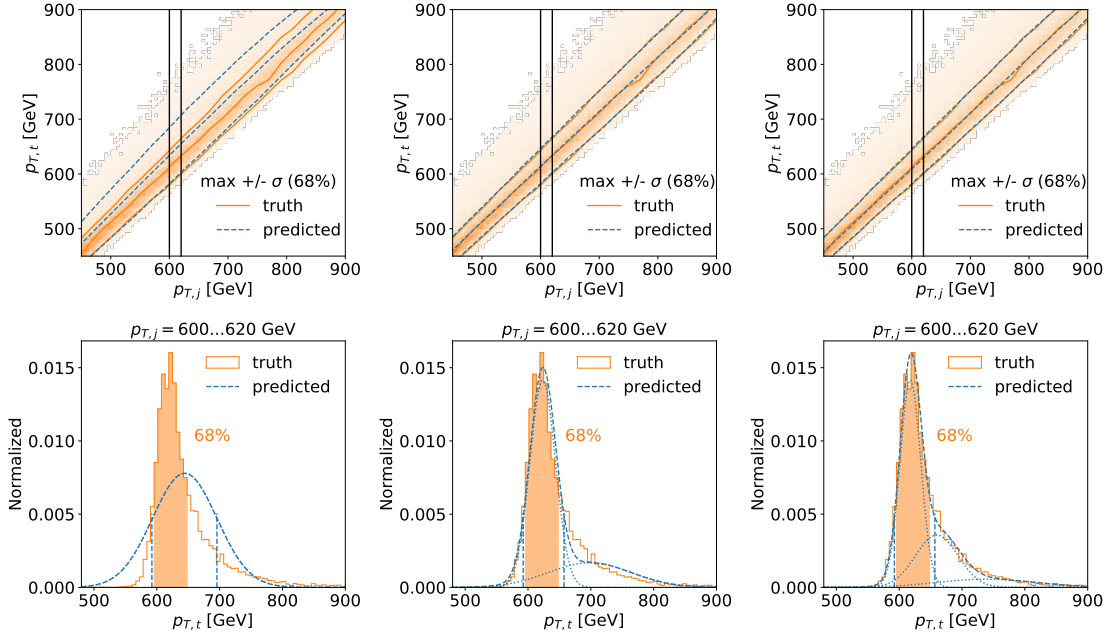 900
800
700
600
500
p_{T,t} [GeV]
max +/- σ (68%)
truth
predicted
500 600 700 800 900
p_{T,j} [GeV]
900
800
700
600
500
p_{T,t} [GeV]
max +/- σ (68%)
truth
predicted
500 600 700 800 900
p_{T,j} [GeV]
900
800
700
600
500
p_{T,t} [GeV]
max +/- σ (68%)
truth
predicted
500 600 700 800 900
p_{T,j} [GeV]
p_{T,j} = 600...620 GeV
0.015
0.010
0.005
0.000
Normalized
truth
predicted
68%
500 600 700 800 900
p_{T,t} [GeV]
p_{T,j} = 600...620 GeV
0.015
0.010
0.005
0.000
Normalized
truth
predicted
68%
500 600 700 800 900
p_{T,t} [GeV]
p_{T,j} = 600...620 GeV
0.015
0.010
0.005
0.000
Normalized
truth
predicted
68%
500 600 700 800 900
p_{T,t} [GeV]